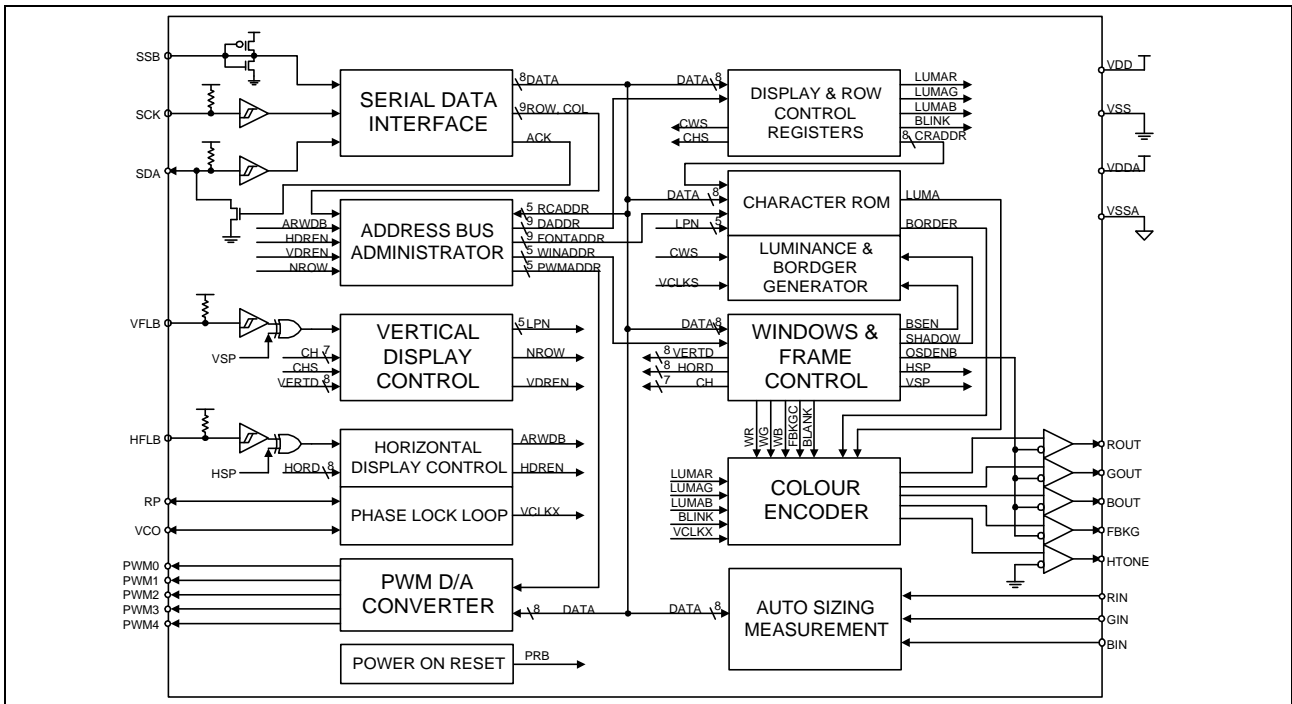 SSB
SCK
SDA
SERIAL DATA
INTERFACE
8
DATA
9
ROW, COL
ACK
ARWDB
HDREN
VDREN
NROW
ADDRESS BUS
ADMINISTRATOR
5
RCADDR
9
DADDR
9
FONTADDR
5
WINADDR
5
PWMADDR
VFLB
VSP
CH
7
CHS
VERTD
8
VERTICAL
DISPLAY
CONTROL
5
LPN
NROW
VDREN
HFLB
HSP
HORD
8
HORIZONTAL
DISPLAY CONTROL
ARWDB
HDREN
RP
VCO
PHASE LOCK LOOP
VCLKX
PWM0
PWM1
PWM2
PWM3
PWM4
PWM D/A
CONVERTER
8
DATA
POWER ON RESET
PRB
DATA
8
CWS
CHS
DISPLAY & ROW
CONTROL
REGISTERS
LUMAR
LUMAG
LUMAB
BLINK
8
CRADDR
DATA
8
LPN
5
CHARACTER ROM
LUMA
BORDER
CWS
VCLKS
LUMINANCE &
BORDGER
GENERATOR
DATA
8
8
VERTD
8
HORD
7
CH
WINDOWS &
FRAME
CONTROL
BSEN
SHADOW
OSDENB
HSP
VSP
WR
WG
WB
FBKGC
BLANK
LUMAR
LUMAG
LUMAB
BLINK
VCLKX
COLOUR
ENCODER
DATA
8
AUTO SIZING
MEASUREMENT
VDD
VSS
VDDA
VSSA
ROUT
GOUT
BOUT
FBKG
HTONE
RIN
GIN
BIN